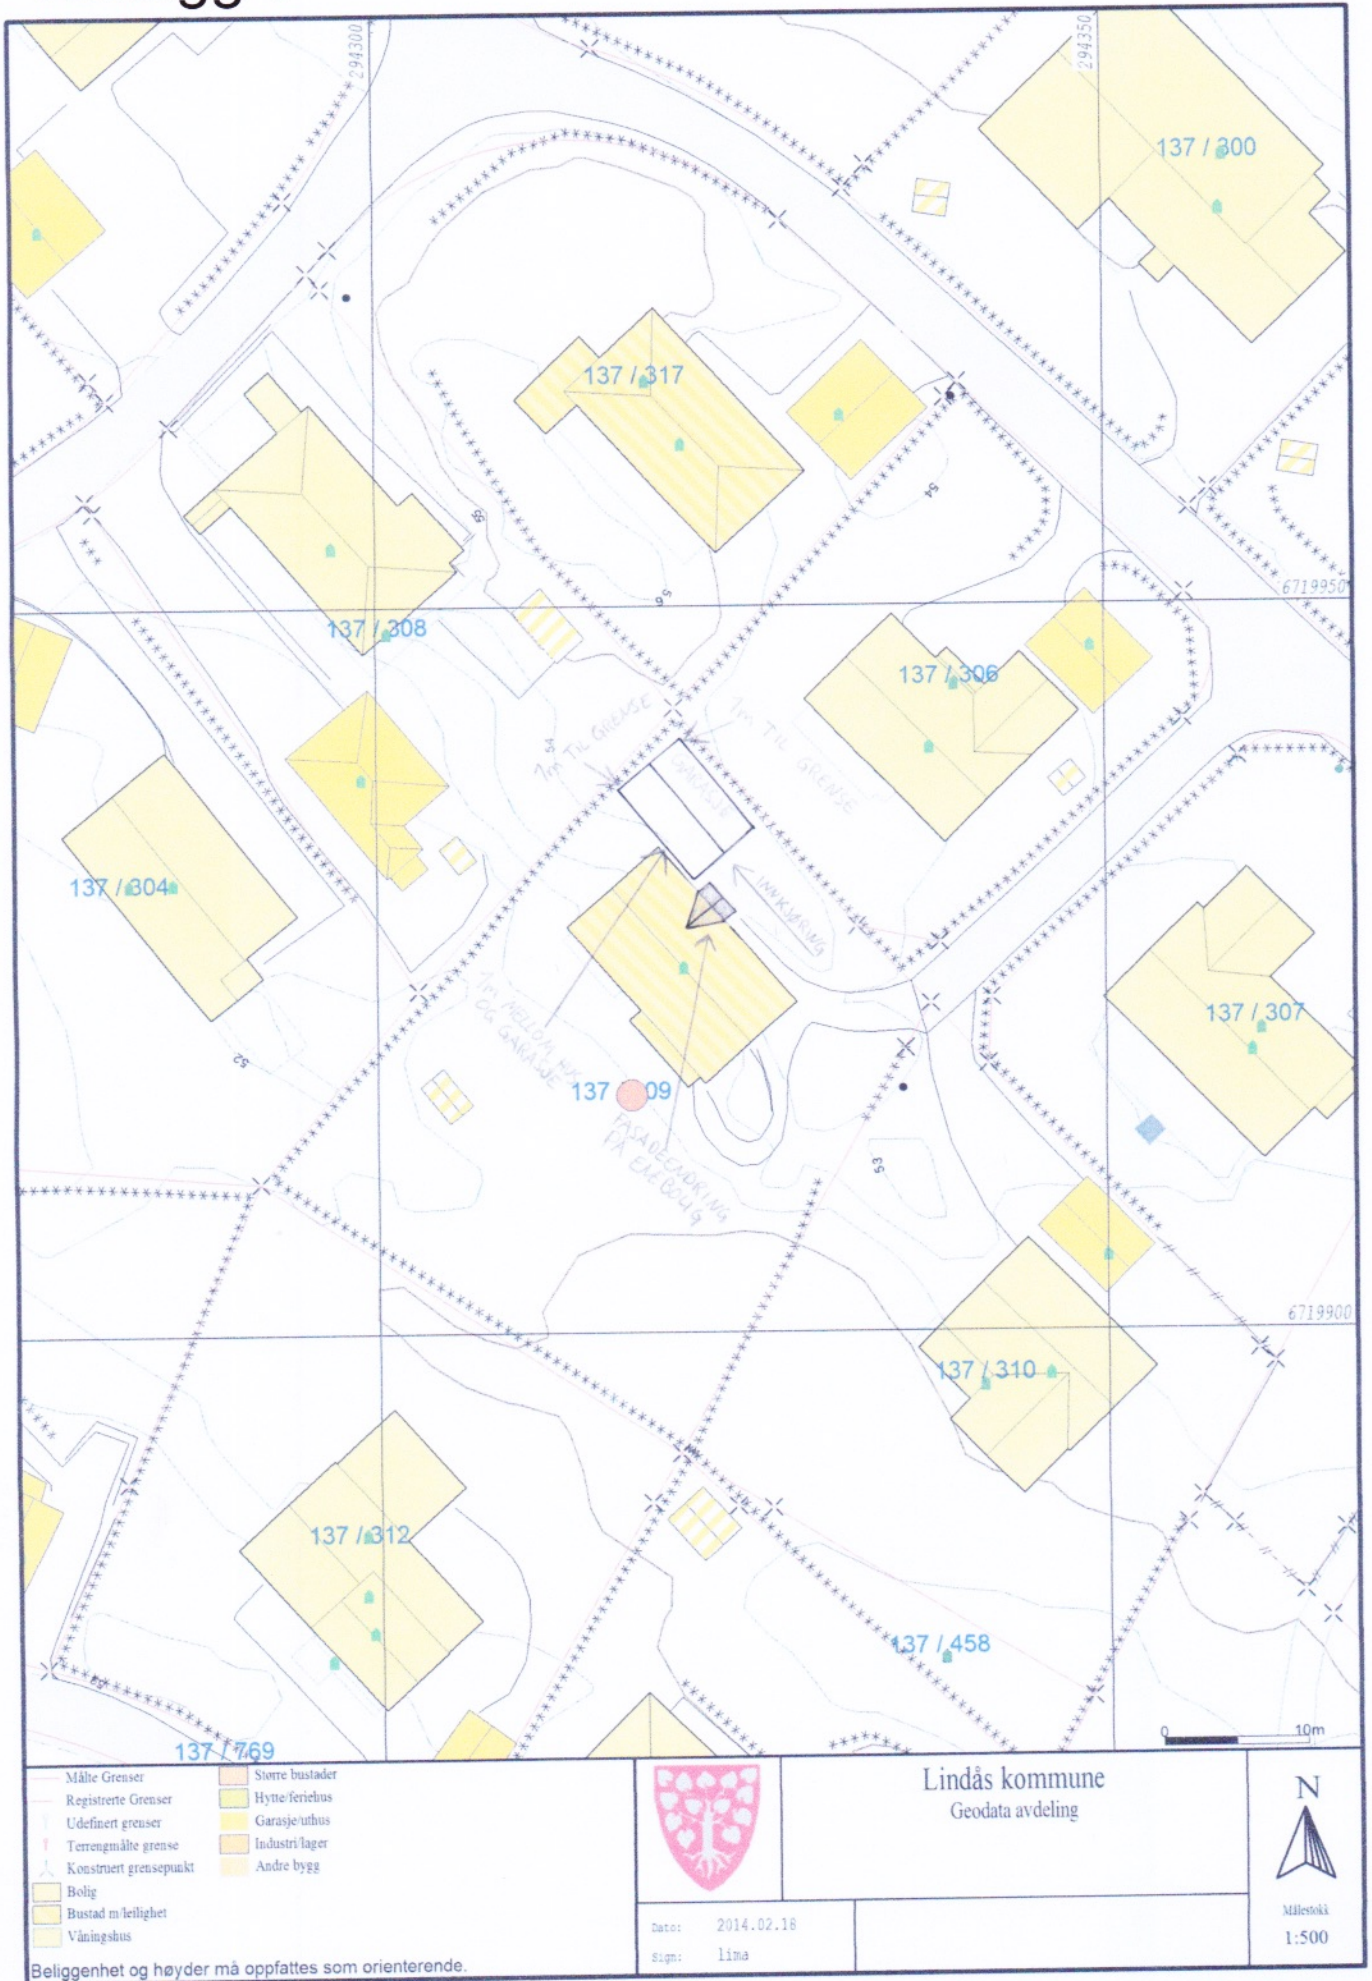 294300
294350
137 / 300
137 / 317
54
6719950
55
56
137 / 308
137 / 306
1m TIL GRENSE
54
1m TIL
GRENSE
GARASJE
137 / 304
INNKJØRING
137 / 307
1m MELLOM HUS
OG GARASJE
52
137 09
FASADEENDRING
PÅ ENEBOLIG
53
6719900
137 / 310
137 / 312
137 / 458
137 / 769
0 10m
Målte Grenser
Registrerte Grenser
Udefinert grenser
Terrengmålte grense
Konstruert grensepunkt
Bolig
Bustad m/leilighet
Våningshus
Større bustader
Hytte/feriehus
Garasje/uthus
Industri/lager
Andre bygg
Beliggenhet og høyder må oppfattes som orienterende.
Lindås kommune
Geodata avdeling
Dato: 2014.02.18
Sign: lima
N
Målestokk
1:500